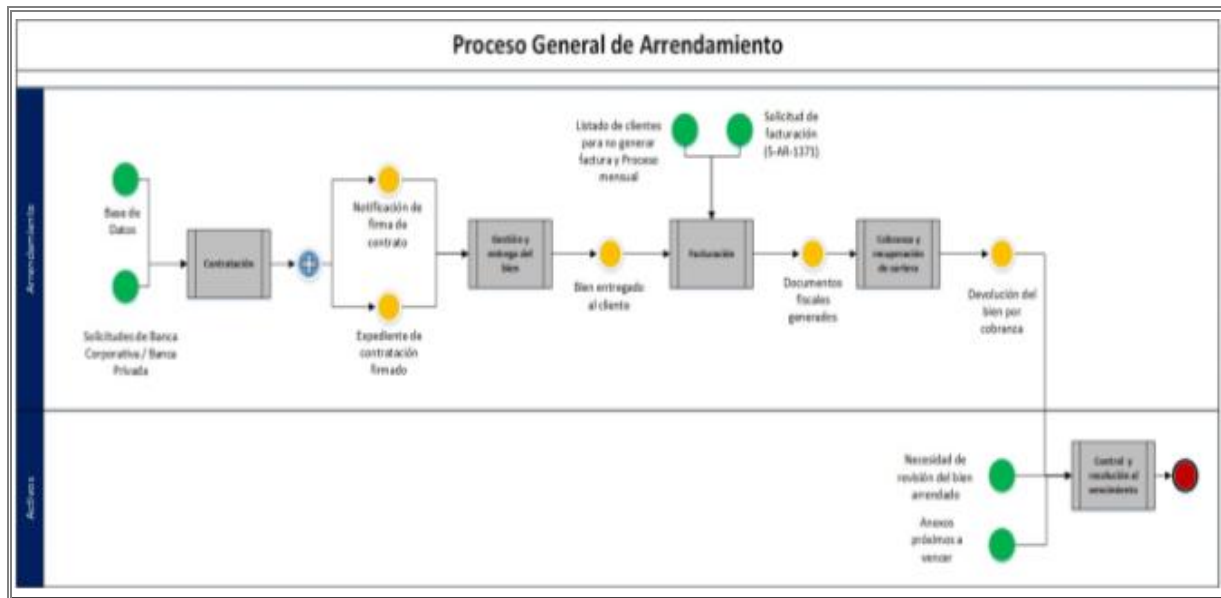 Proceso General de Arrendamiento
Arrendamiento
Base de
Datos
Solicitudes de Banca
Corporativa / Banca
Privada
Contratación
Notificación de
firma de
contrato
Expediente de
contratación
firmado
Gestión y
entrega del
bien
Bien entregado
al cliente
Listado de clientes
para no generar
factura y Proceso
mensual
Solicitud de
facturación
(S-AR-1371)
Facturación
Documentos
fiscales
generados
Cobranza y
recuperación
de cartera
Devolución del
bien por
cobranza
Activos
Necesidad de
revisión del bien
arrendado
Anexos
próximos a
vencer
Control y
resolución al
vencimiento